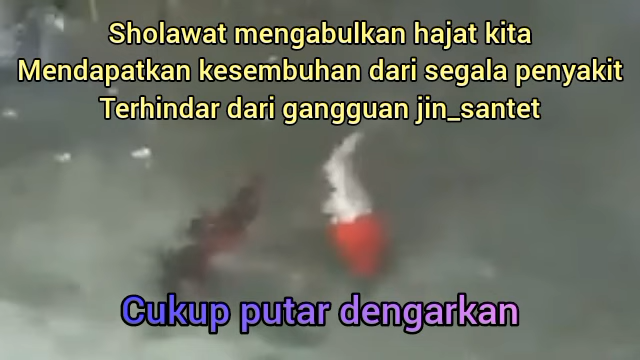 Sholawat mengabulkan hajat kita
Mendapatkan kesembuhan dari segala penyakit
Terhindar dari gangguan jin_santet
Cukup putar dengarkan